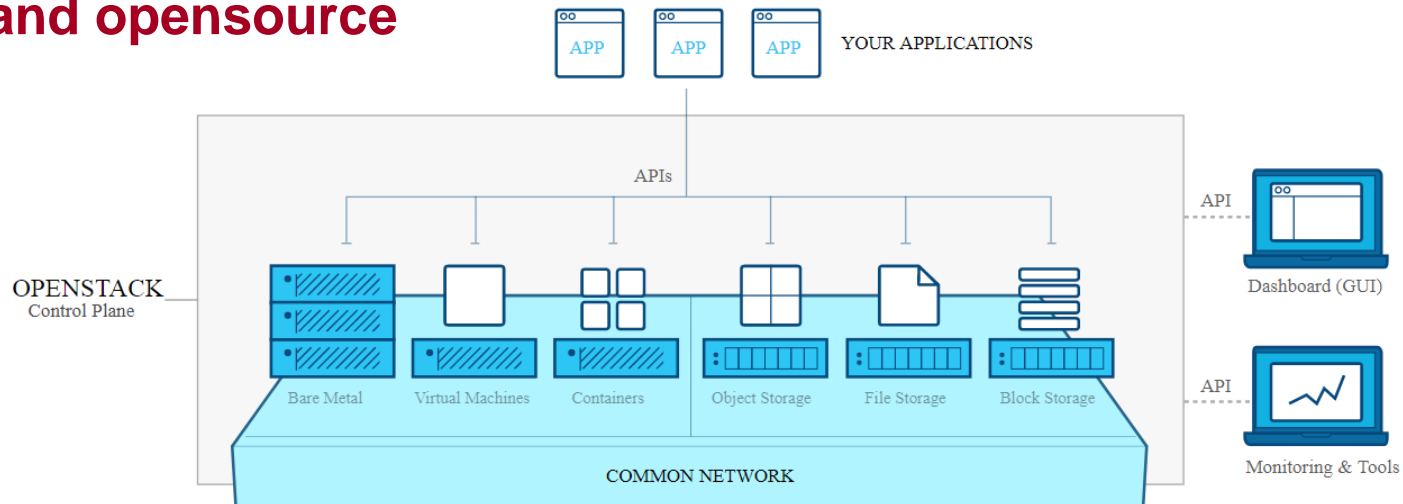 and opensource
APP APP APP YOUR APPLICATIONS
APIs
API
OPENSTACK
Control Plane
Dashboard (GUI)
API
Bare Metal Virtual Machines Containers Object Storage File Storage Block Storage
COMMON NETWORK
Monitoring & Tools